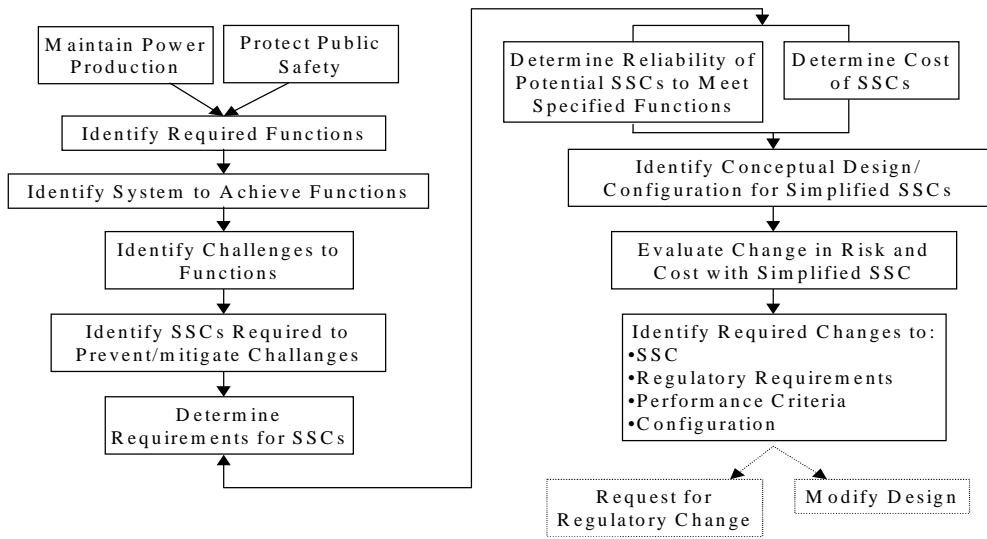 Maintain Power
Production
Protect Public
Safety
Identify Required Functions
Identify System to Achieve Functions
Identify Challenges to
Functions
Identify SSCs Required to
Prevent/mitigate Challanges
Determine
Requirements for SSCs
Determine Reliability of
Potential SSCs to Meet
Specified Functions
Determine Cost
of SSCs
Identify Conceptual Design/
Configuration for Simplified SSCs
Evaluate Change in Risk and
Cost with Simplified SSC
Identify Required Changes to:
•SSC
•Regulatory Requirements
•Performance Criteria
•Configuration
Request for
Regulatory Change
Modify Design